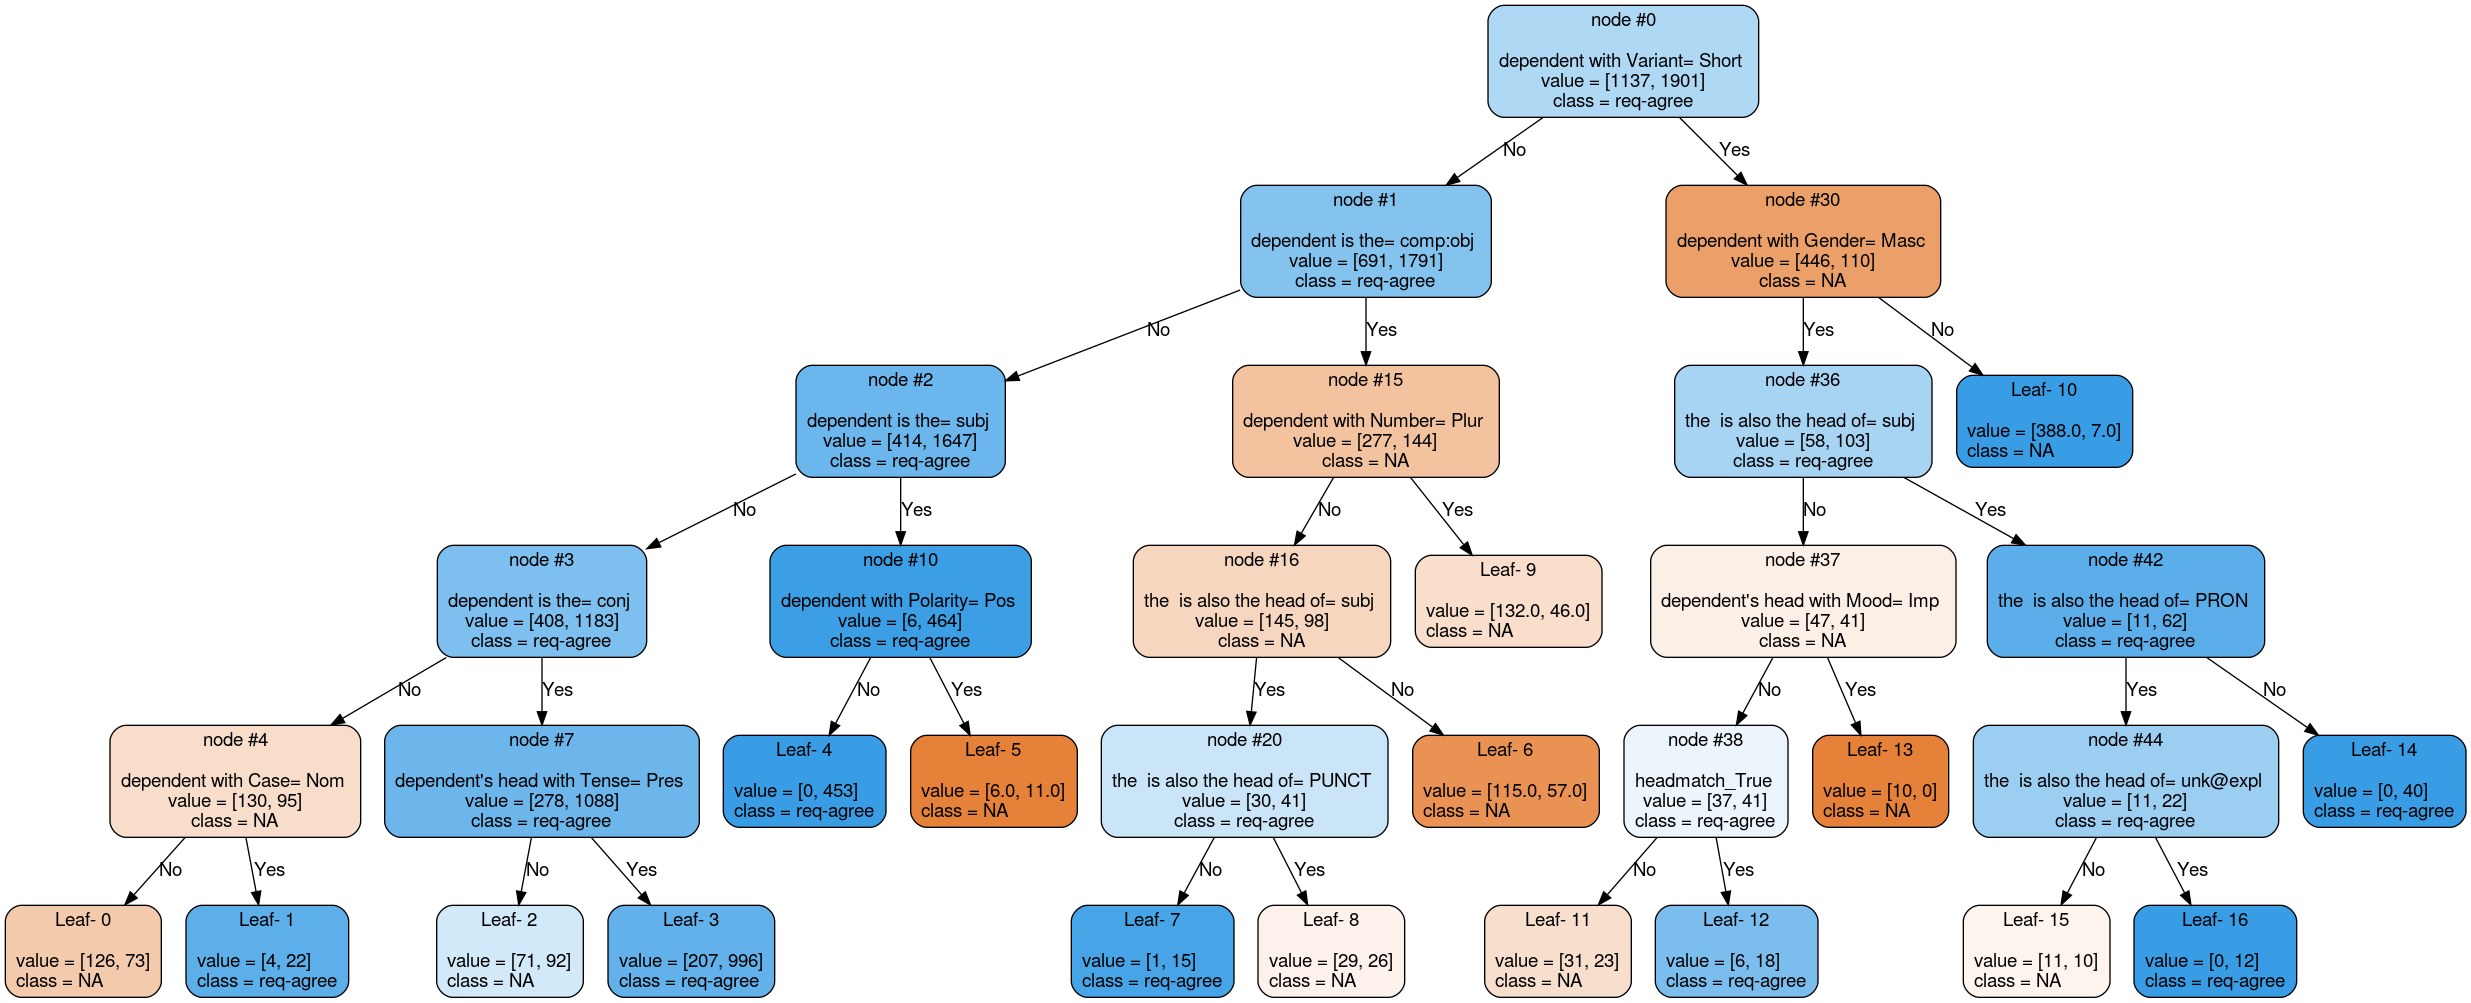 node #0
dependent with Variant= Short
value = [1137, 1901]
class = req-agree
No
Yes
node #1
dependent is the= comp:obj
value = [691, 1791]
class = req-agree
node #30
dependent with Gender= Masc
value = [446, 110]
class = NA
No
Yes
Yes
No
node #2
dependent is the= subj
value = [414, 1647]
class = req-agree
node #15
dependent with Number= Plur
value = [277, 144]
class = NA
node #36
the  is also the head of= subj
value = [58, 103]
class = req-agree
Leaf- 10
value = [388.0, 7.0]
class = NA
No
Yes
No
Yes
No
Yes
node #3
dependent is the= conj
value = [408, 1183]
class = req-agree
node #10
dependent with Polarity= Pos
value = [6, 464]
class = req-agree
node #16
the  is also the head of= subj
value = [145, 98]
class = NA
Leaf- 9
value = [132.0, 46.0]
class = NA
node #37
dependent's head with Mood= Imp
value = [47, 41]
class = NA
node #42
the  is also the head of= PRON
value = [11, 62]
class = req-agree
No
Yes
No
Yes
Yes
No
No
Yes
Yes
No
node #4
dependent with Case= Nom
value = [130, 95]
class = NA
node #7
dependent's head with Tense= Pres
value = [278, 1088]
class = req-agree
Leaf- 4
value = [0, 453]
class = req-agree
Leaf- 5
value = [6.0, 11.0]
class = NA
node #20
the  is also the head of= PUNCT
value = [30, 41]
class = req-agree
Leaf- 6
value = [115.0, 57.0]
class = NA
node #38
headmatch_True
value = [37, 41]
class = req-agree
Leaf- 13
value = [10, 0]
class = NA
node #44
the  is also the head of= unk@expl
value = [11, 22]
class = req-agree
Leaf- 14
value = [0, 40]
class = req-agree
No
Yes
No
Yes
No
Yes
No
Yes
No
Yes
Leaf- 0
value = [126, 73]
class = NA
Leaf- 1
value = [4, 22]
class = req-agree
Leaf- 2
value = [71, 92]
class = NA
Leaf- 3
value = [207, 996]
class = req-agree
Leaf- 7
value = [1, 15]
class = req-agree
Leaf- 8
value = [29, 26]
class = NA
Leaf- 11
value = [31, 23]
class = NA
Leaf- 12
value = [6, 18]
class = req-agree
Leaf- 15
value = [11, 10]
class = NA
Leaf- 16
value = [0, 12]
class = req-agree